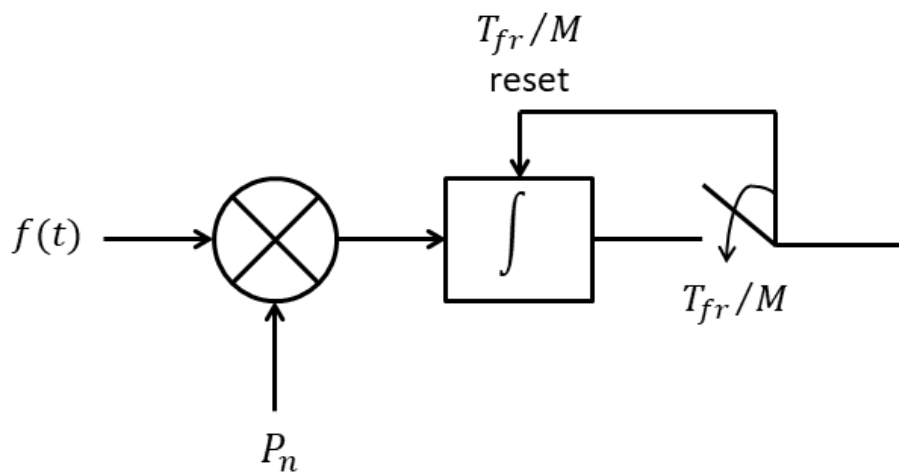 T_{fr}/M
reset
f(t)
∫
T_{fr}/M
P_n